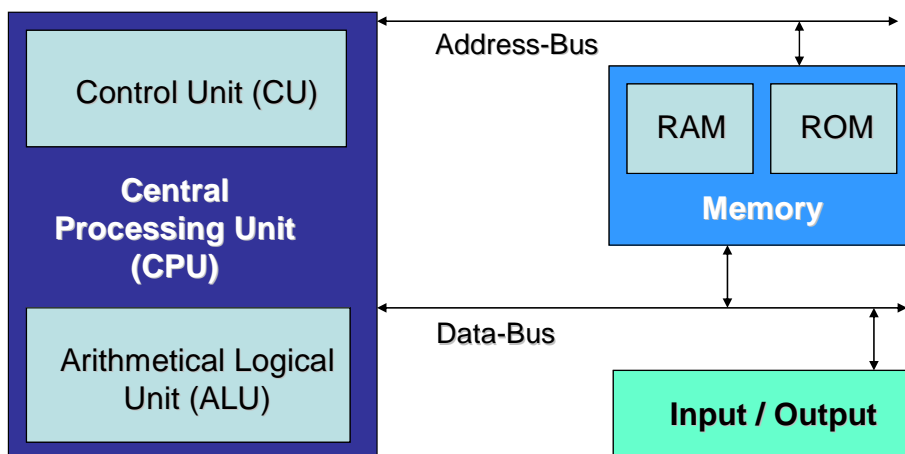 Address-Bus
Control Unit (CU)
RAM
ROM
Central
Processing Unit
(CPU)
Memory
Data-Bus
Arithmetical Logical
Unit (ALU)
Input / Output